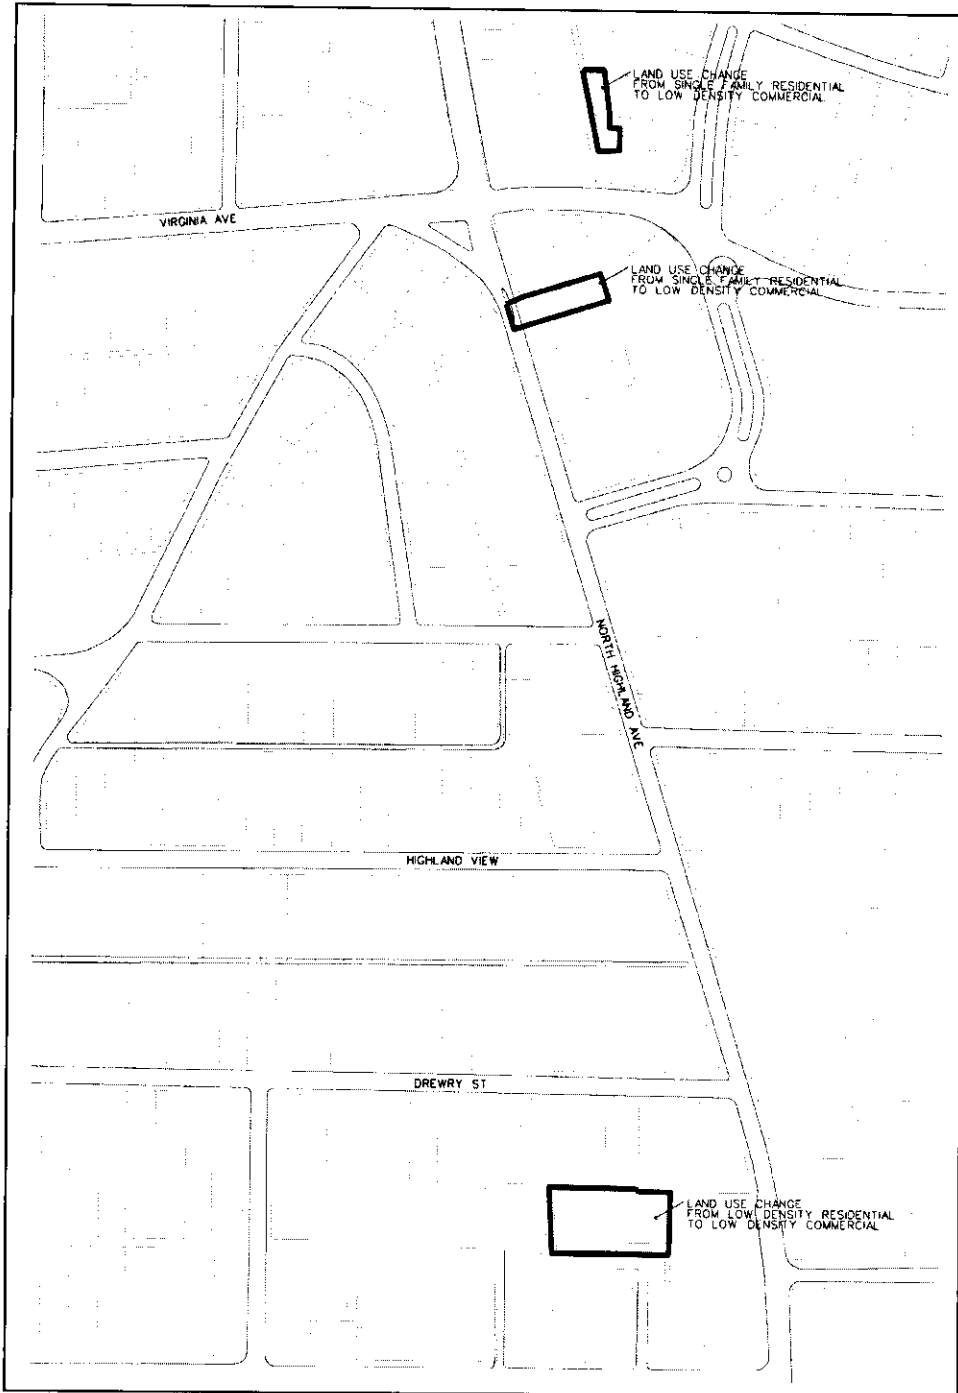 LAND USE CHANGE
FROM SINGLE FAMILY RESIDENTIAL
TO LOW DENSITY COMMERCIAL
VIRGINIA AVE
LAND USE CHANGE
FROM SINGLE FAMILY RESIDENTIAL
TO LOW DENSITY COMMERCIAL
NORTH HIGHLAND AVE
HIGHLAND VIEW
DREWRY ST
LAND USE CHANGE
FROM LOW DENSITY RESIDENTIAL
TO LOW DENSITY COMMERCIAL